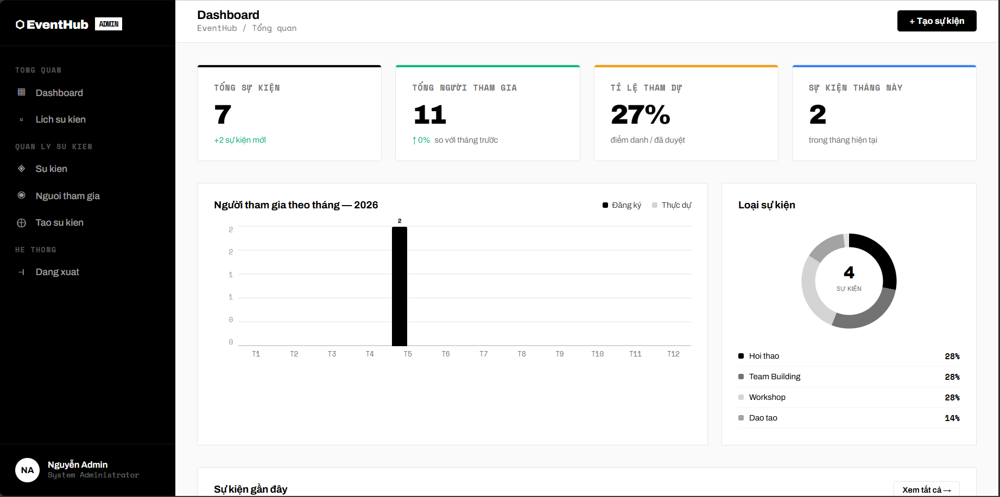 EventHub ADMIN
TONG QUAN
Dashboard
Lich su kien
QUAN LY SU KIEN
Su kien
Nguoi tham gia
Tao su kien
HE THONG
Dang xuat
NA
Nguyễn Admin
System Administrator
Dashboard
EventHub / Tổng quan
+ Tạo sự kiện
TỔNG SỰ KIỆN
7
+2 sự kiện mới
TỔNG NGƯỜI THAM GIA
11
↑ 0% so với tháng trước
TỈ LỆ THAM DỰ
27%
điểm danh / đã duyệt
SỰ KIỆN THÁNG NÀY
2
trong tháng hiện tại
Người tham gia theo tháng — 2026
Đăng ký Thực dự
2
2
2
1
1
0
0
T1 T2 T3 T4 T5 T6 T7 T8 T9 T10 T11 T12
Loại sự kiện
4
SỰ KIỆN
Hoi thao 28%
Team Building 28%
Workshop 28%
Dao tao 14%
Sự kiện gần đây
Xem tất cả →